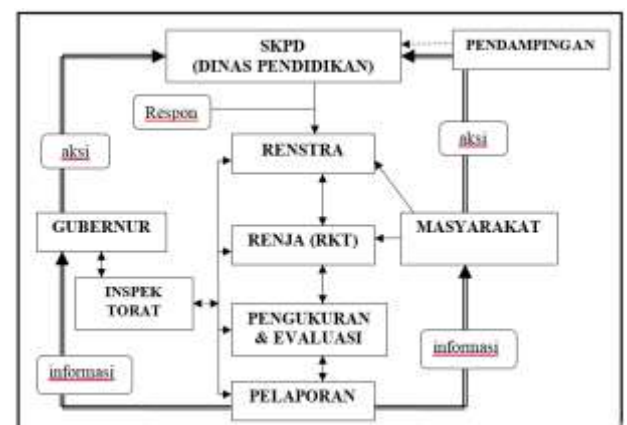 SKPD
(DINAS PENDIDIKAN)
PENDAMPINGAN
Respon
aksi
aksi
RENSTRA
GUBERNUR
RENJA (RKT)
MASYARAKAT
INSPEK
TORAT
PENGUKURAN
& EVALUASI
informasi
informasi
PELAPORAN